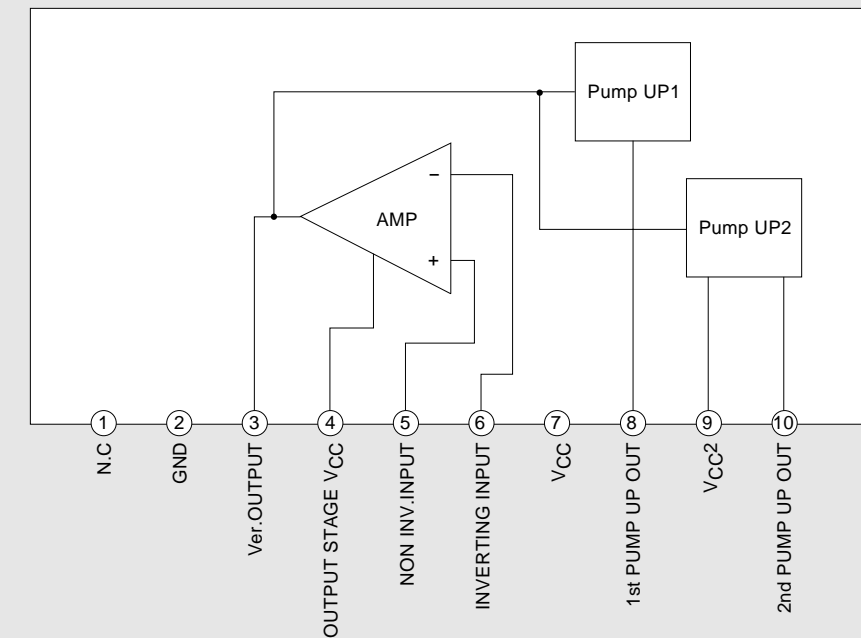 Pump UP1
−
AMP
Pump UP2
+
1
2
3
4
5
6
7
8
9
10
N.C
GND
Ver.OUTPUT
OUTPUT STAGE VCC
NON INV.INPUT
INVERTING INPUT
VCC
1st PUMP UP OUT
VCC2
2nd PUMP UP OUT